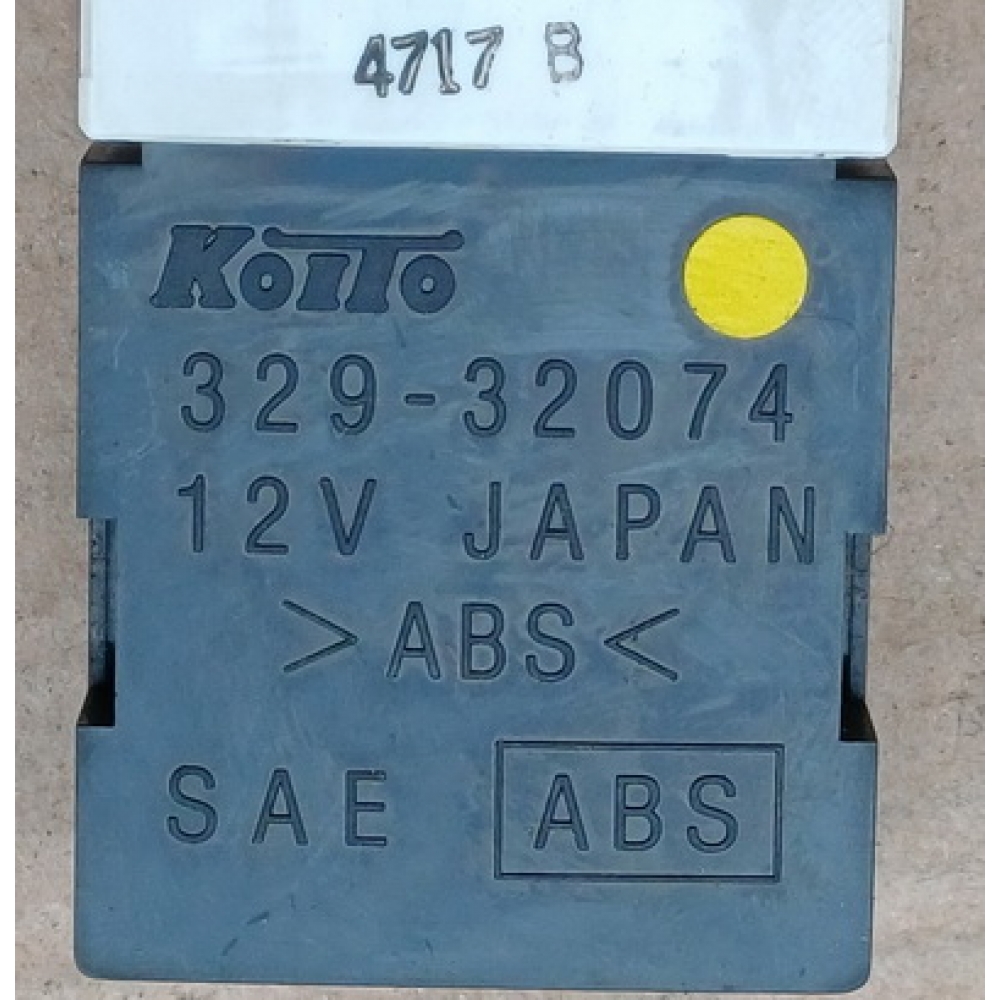 4717 B
KOITO
329-32074
12V JAPAN
>ABS<
SAE ABS